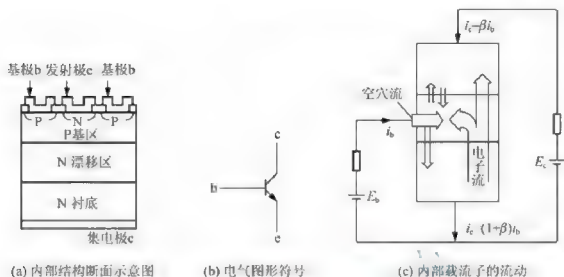 基极b 发射极c 基极b
P N P
P基区
N 漂移区
N 衬底
集电极c
(a) 内部结构断面示意图
c
b
e
(b) 电气图形符号
i_c=βi_b
空穴流
i_b
电子流
E_b
E_c
i_e (1+β)i_b
(c) 内部载流子的流动